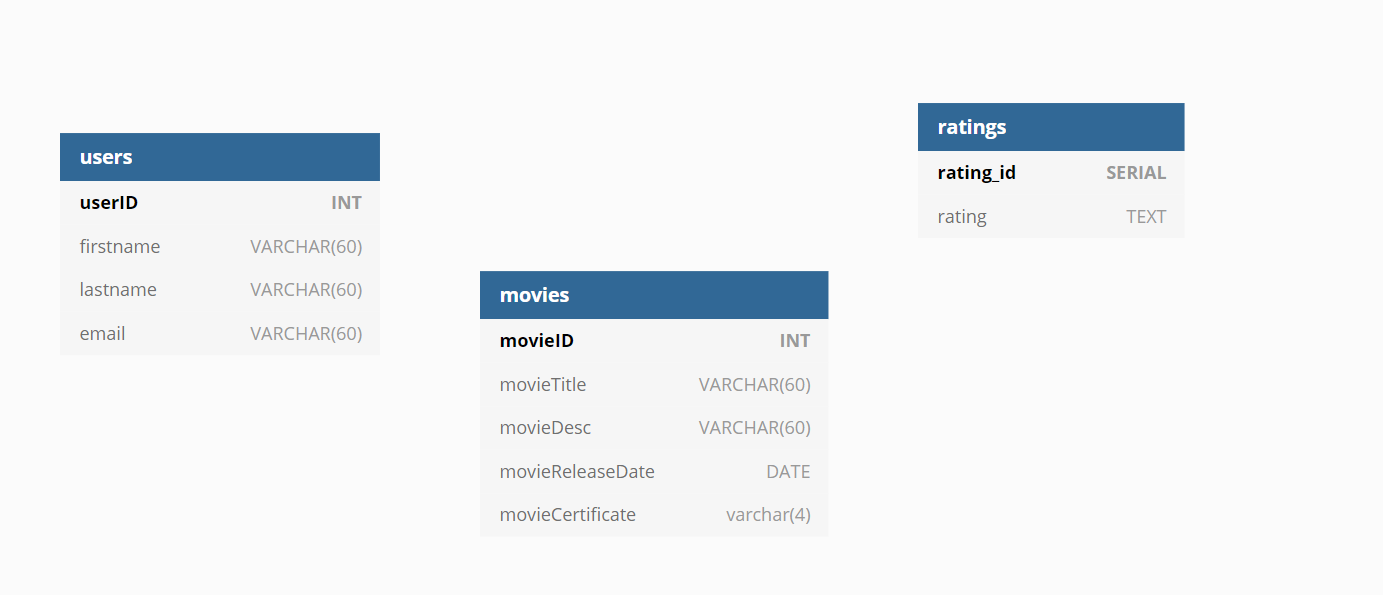 users
userID INT
firstname VARCHAR(60)
lastname VARCHAR(60)
email VARCHAR(60)
movies
movieID INT
movieTitle VARCHAR(60)
movieDesc VARCHAR(60)
movieReleaseDate DATE
movieCertificate varchar(4)
ratings
rating_id SERIAL
rating TEXT